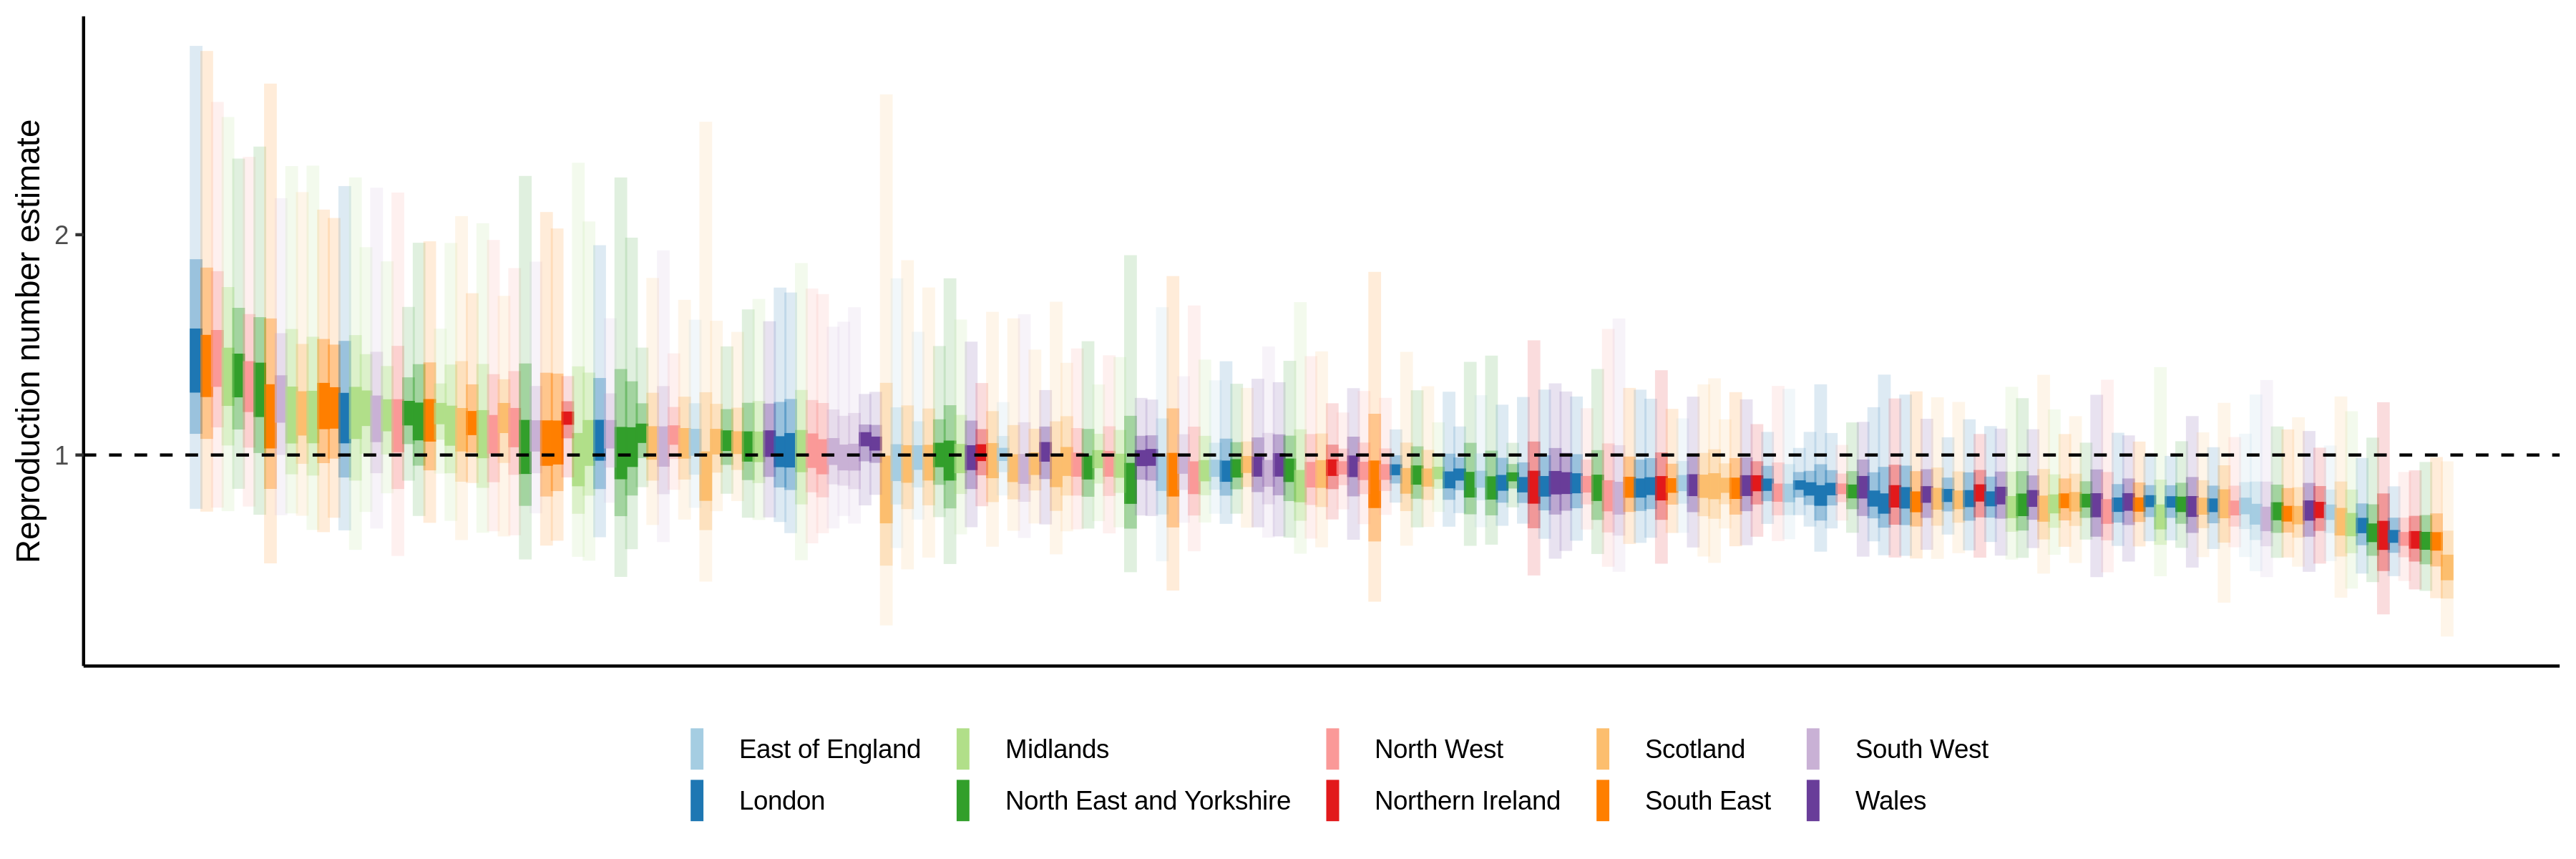 Reproduction number estimate
2
1
East of England
Midlands
North West
Scotland
South West
London
North East and Yorkshire
Northern Ireland
South East
Wales